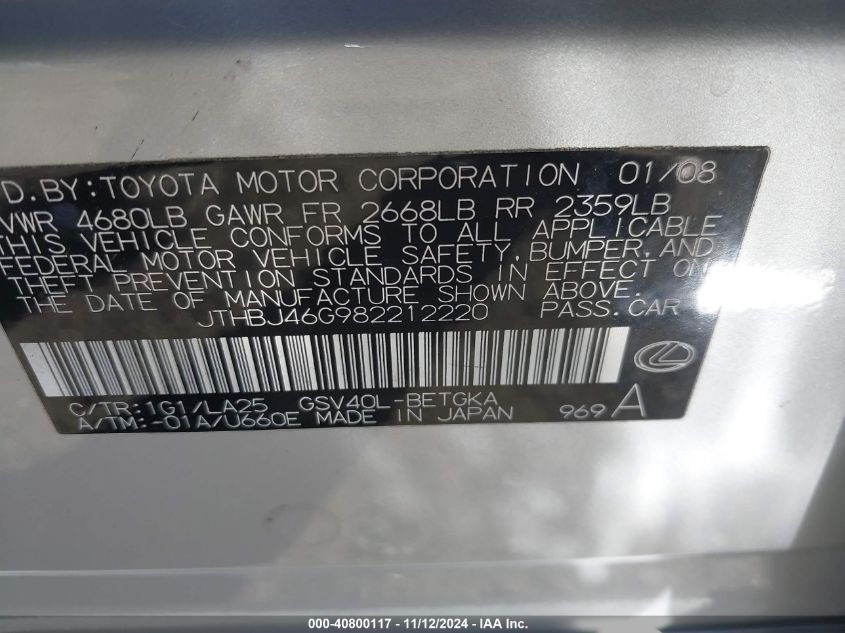 D.BY:TOYOTA MOTOR CORPORATION 01/08
VWR 4680LB GAWR FR 2668LB RR 2359LB
THIS VEHICLE CONFORMS TO ALL APPLICABLE
FEDERAL MOTOR VEHICLE SAFETY, BUMPER, AND
THEFT PREVENTION STANDARDS IN EFFECT ON
THE DATE OF MANUFACTURE SHOWN ABOVE.
JTHBJ46G982212220 PASS.CAR
C/TR:1G1/LA25 GSV40L-BETGKA
A/TM:-01A/U660E MADE IN JAPAN 969 A
000-40800117 - 11/12/2024 - IAA Inc.